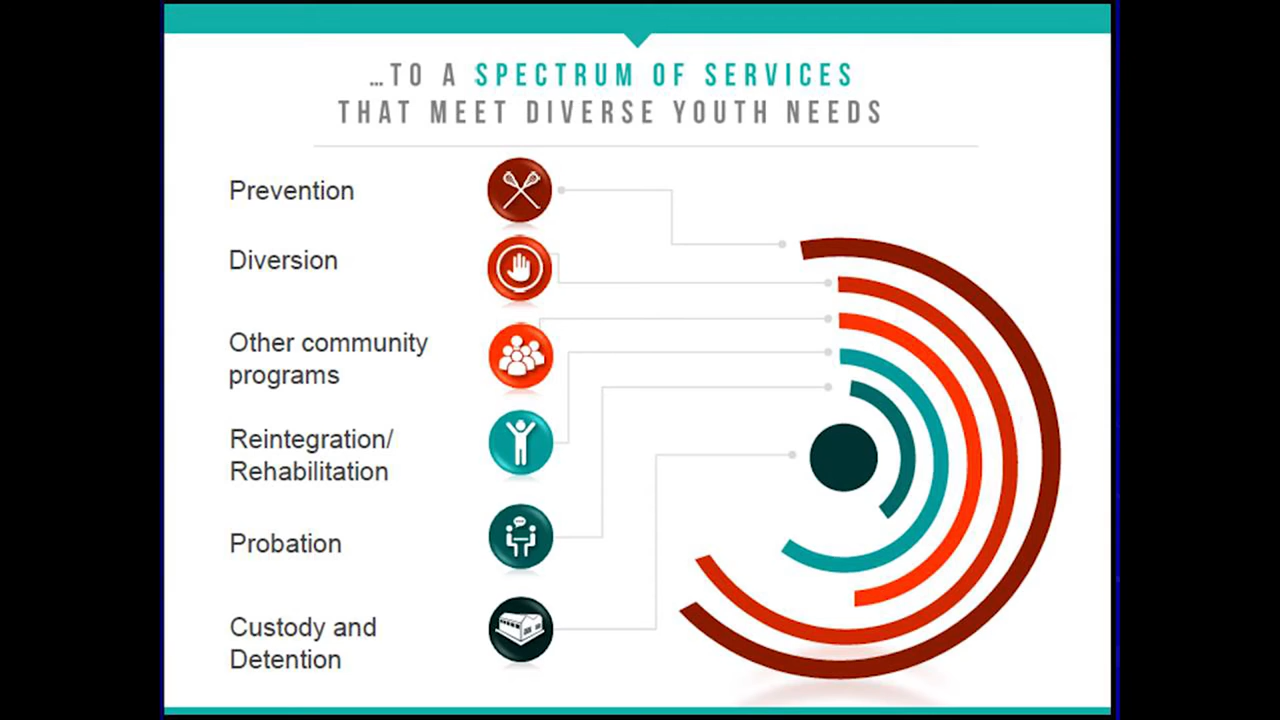 …TO A SPECTRUM OF SERVICES
THAT MEET DIVERSE YOUTH NEEDS
Prevention
Diversion
Other community
programs
Reintegration/
Rehabilitation
Probation
Custody and
Detention